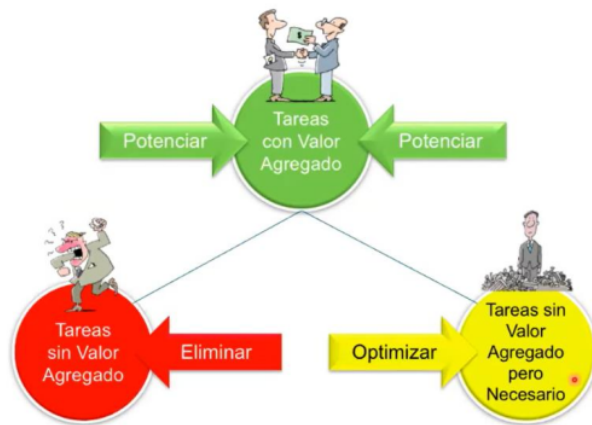 $
Tareas
con Valor
Agregado
Potenciar
Potenciar
Tareas
sin Valor
Agregado
Eliminar
Optimizar
Tareas sin
Valor
Agregado
pero
Necesario